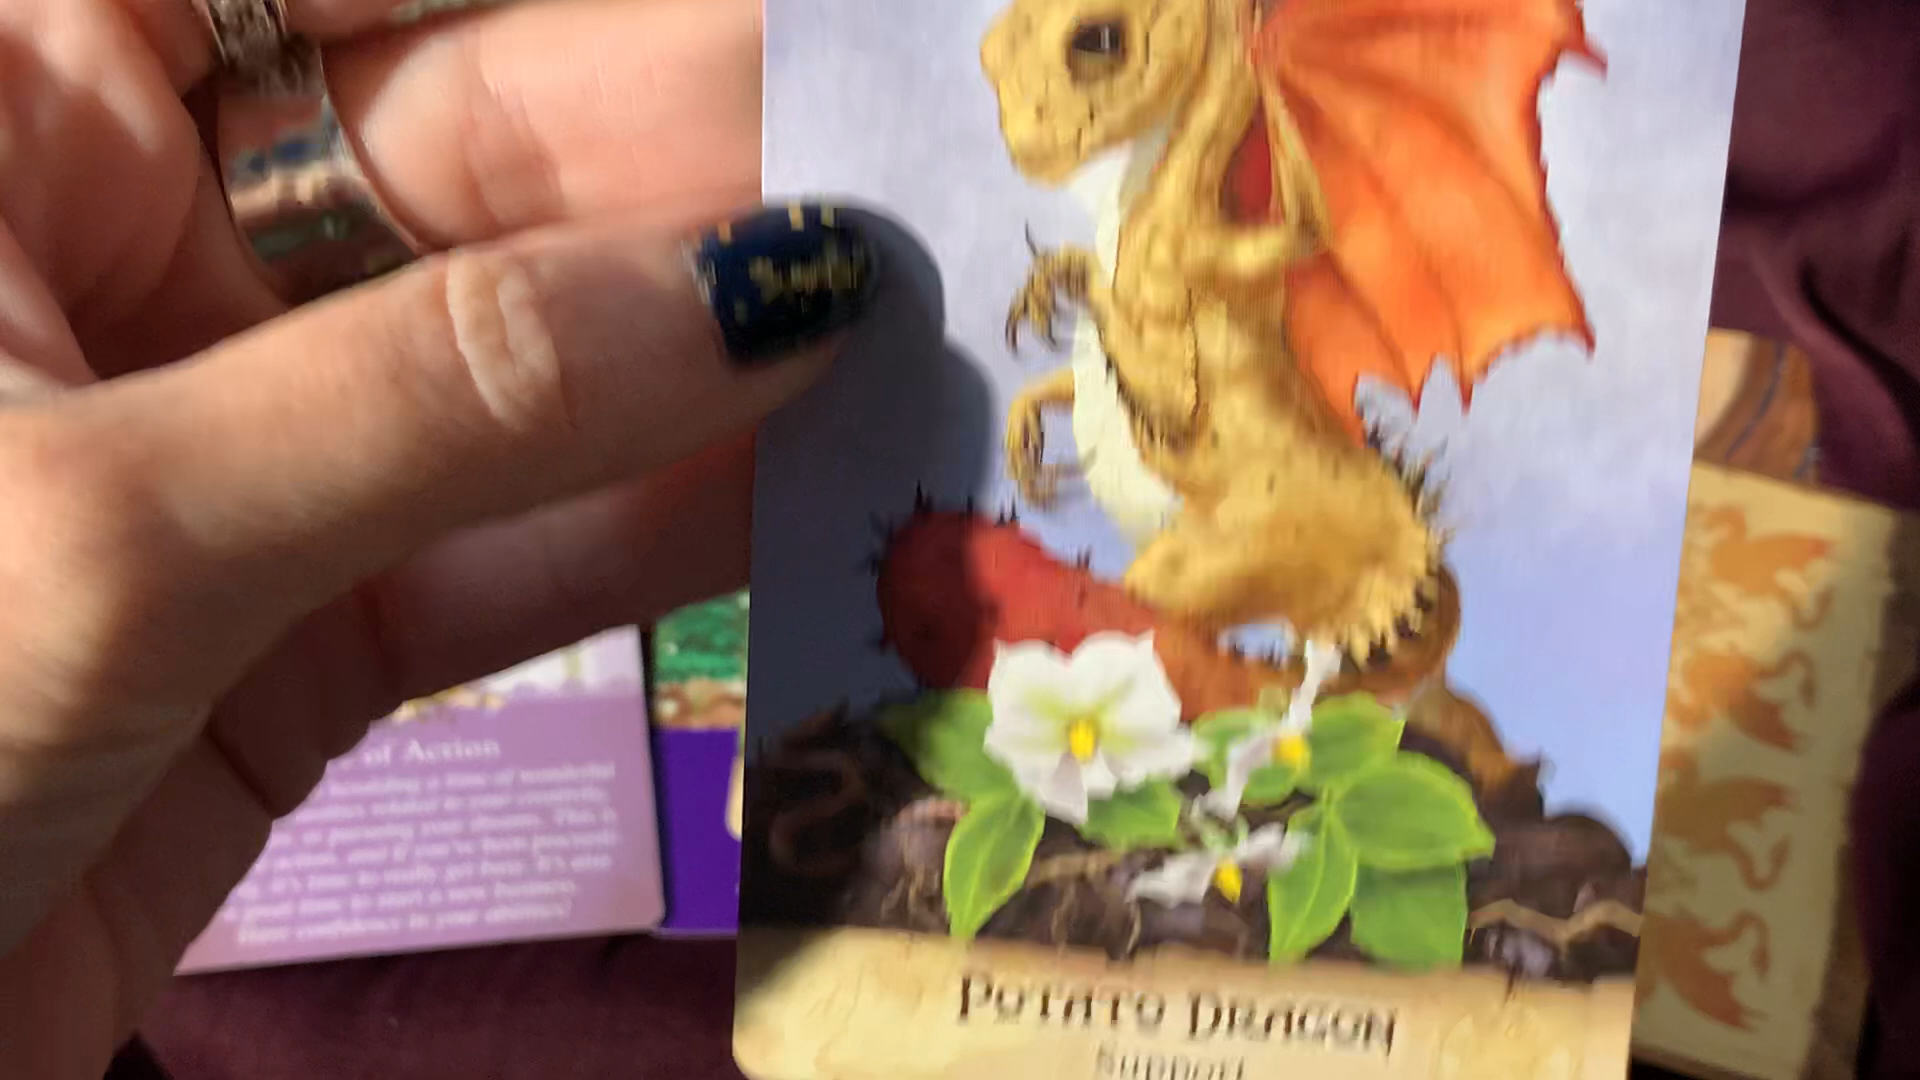 of Action
heralding a time of wonderful
related to your creativity,
or pursuing your dreams. This is
action, and if you've been procrasti
it's time to really get busy. It's also
good time to start a new business.
Have confidence in your abilities!
Potato Dragon
Support